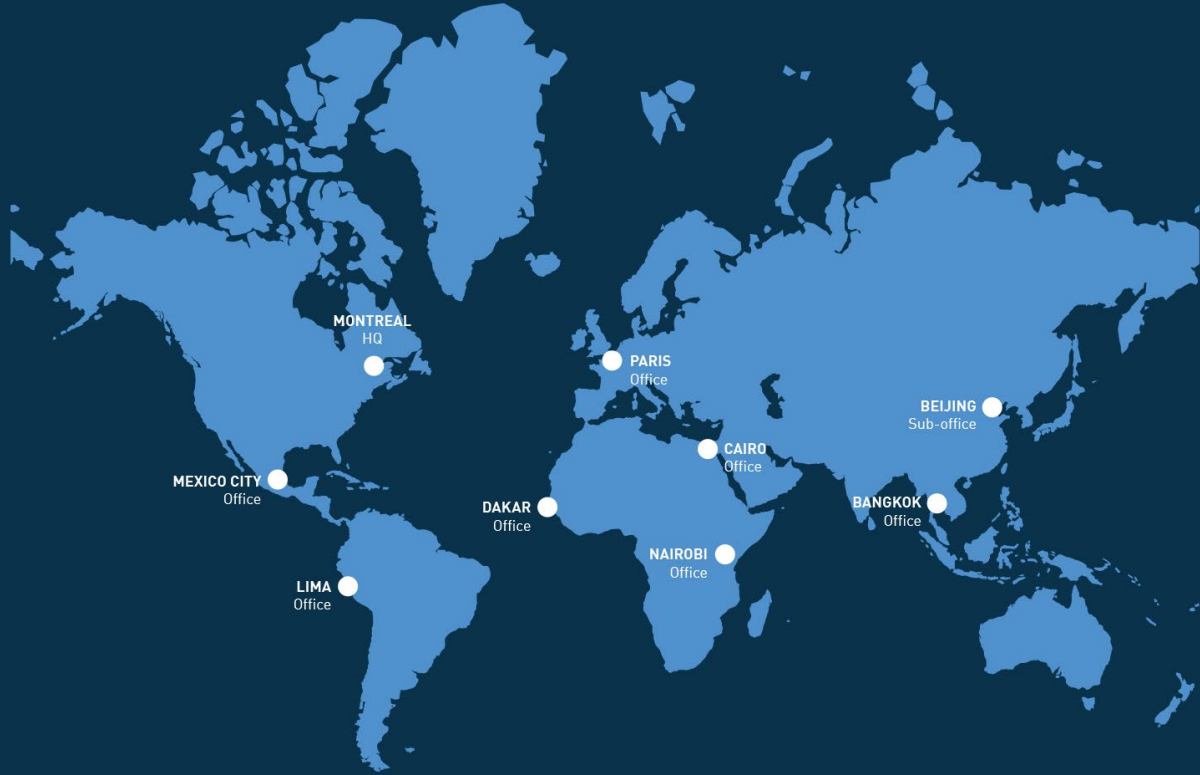 MONTREAL
HQ
PARIS
Office
BEIJING
Sub-office
CAIRO
Office
MEXICO CITY
Office
DAKAR
Office
BANGKOK
Office
NAIROBI
Office
LIMA
Office